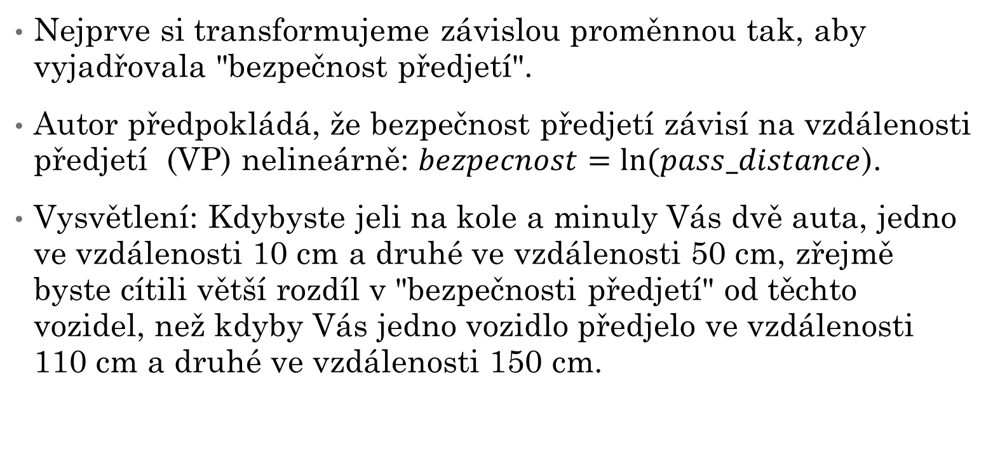 • Nejprve si transformujeme závislou proměnnou tak, aby
vyjadřovala "bezpečnost předjetí".
• Autor předpokládá, že bezpečnost předjetí závisí na vzdálenosti
předjetí (VP) nelineárně: bezpecnost = ln(pass_distance).
• Vysvětlení: Kdybyste jeli na kole a minuly Vás dvě auta, jedno
ve vzdálenosti 10 cm a druhé ve vzdálenosti 50 cm, zřejmě
byste cítili větší rozdíl v "bezpečnosti předjetí" od těchto
vozidel, než kdyby Vás jedno vozidlo předjelo ve vzdálenosti
110 cm a druhé ve vzdálenosti 150 cm.